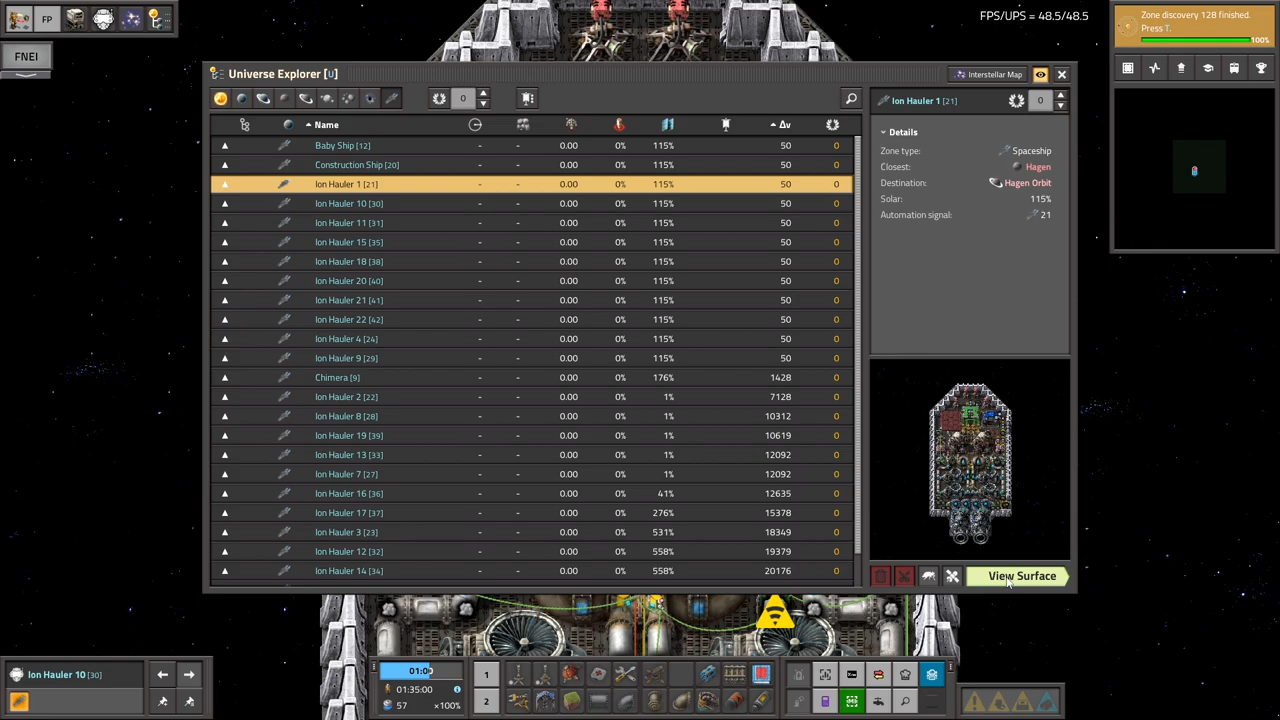 FP
FNEI
FPS/UPS = 48.5/48.5
Zone discovery 128 finished.
Press T.
100%
Universe Explorer [U]
Interstellar Map
0
Name
Δv
Baby Ship [12] - - 0.00 0% 115% 50 0
Construction Ship [20] - - 0.00 0% 115% 50 0
Ion Hauler 1 [21] - - 0.00 0% 115% 50 0
Ion Hauler 10 [30] - - 0.00 0% 115% 50 0
Ion Hauler 11 [31] - - 0.00 0% 115% 50 0
Ion Hauler 15 [35] - - 0.00 0% 115% 50 0
Ion Hauler 18 [38] - - 0.00 0% 115% 50 0
Ion Hauler 20 [40] - - 0.00 0% 115% 50 0
Ion Hauler 21 [41] - - 0.00 0% 115% 50 0
Ion Hauler 22 [42] - - 0.00 0% 115% 50 0
Ion Hauler 4 [24] - - 0.00 0% 115% 50 0
Ion Hauler 9 [29] - - 0.00 0% 115% 50 0
Chimera [9] - - 0.00 0% 176% 1428 0
Ion Hauler 2 [22] - - 0.00 0% 1% 7128 0
Ion Hauler 8 [28] - - 0.00 0% 1% 10312 0
Ion Hauler 19 [39] - - 0.00 0% 1% 10619 0
Ion Hauler 13 [33] - - 0.00 0% 1% 12092 0
Ion Hauler 7 [27] - - 0.00 0% 1% 12092 0
Ion Hauler 16 [36] - - 0.00 0% 41% 12635 0
Ion Hauler 17 [37] - - 0.00 0% 276% 15378 0
Ion Hauler 3 [23] - - 0.00 0% 531% 18349 0
Ion Hauler 12 [32] - - 0.00 0% 558% 19379 0
Ion Hauler 14 [34] - - 0.00 0% 558% 20176 0
Ion Hauler 1 [21] 0
Details
Zone type: Spaceship
Closest: Hagen
Destination: Hagen Orbit
Solar: 115%
Automation signal: 21
View Surface
Ion Hauler 10 [30]
01:35:00
57 ×100%
1
2